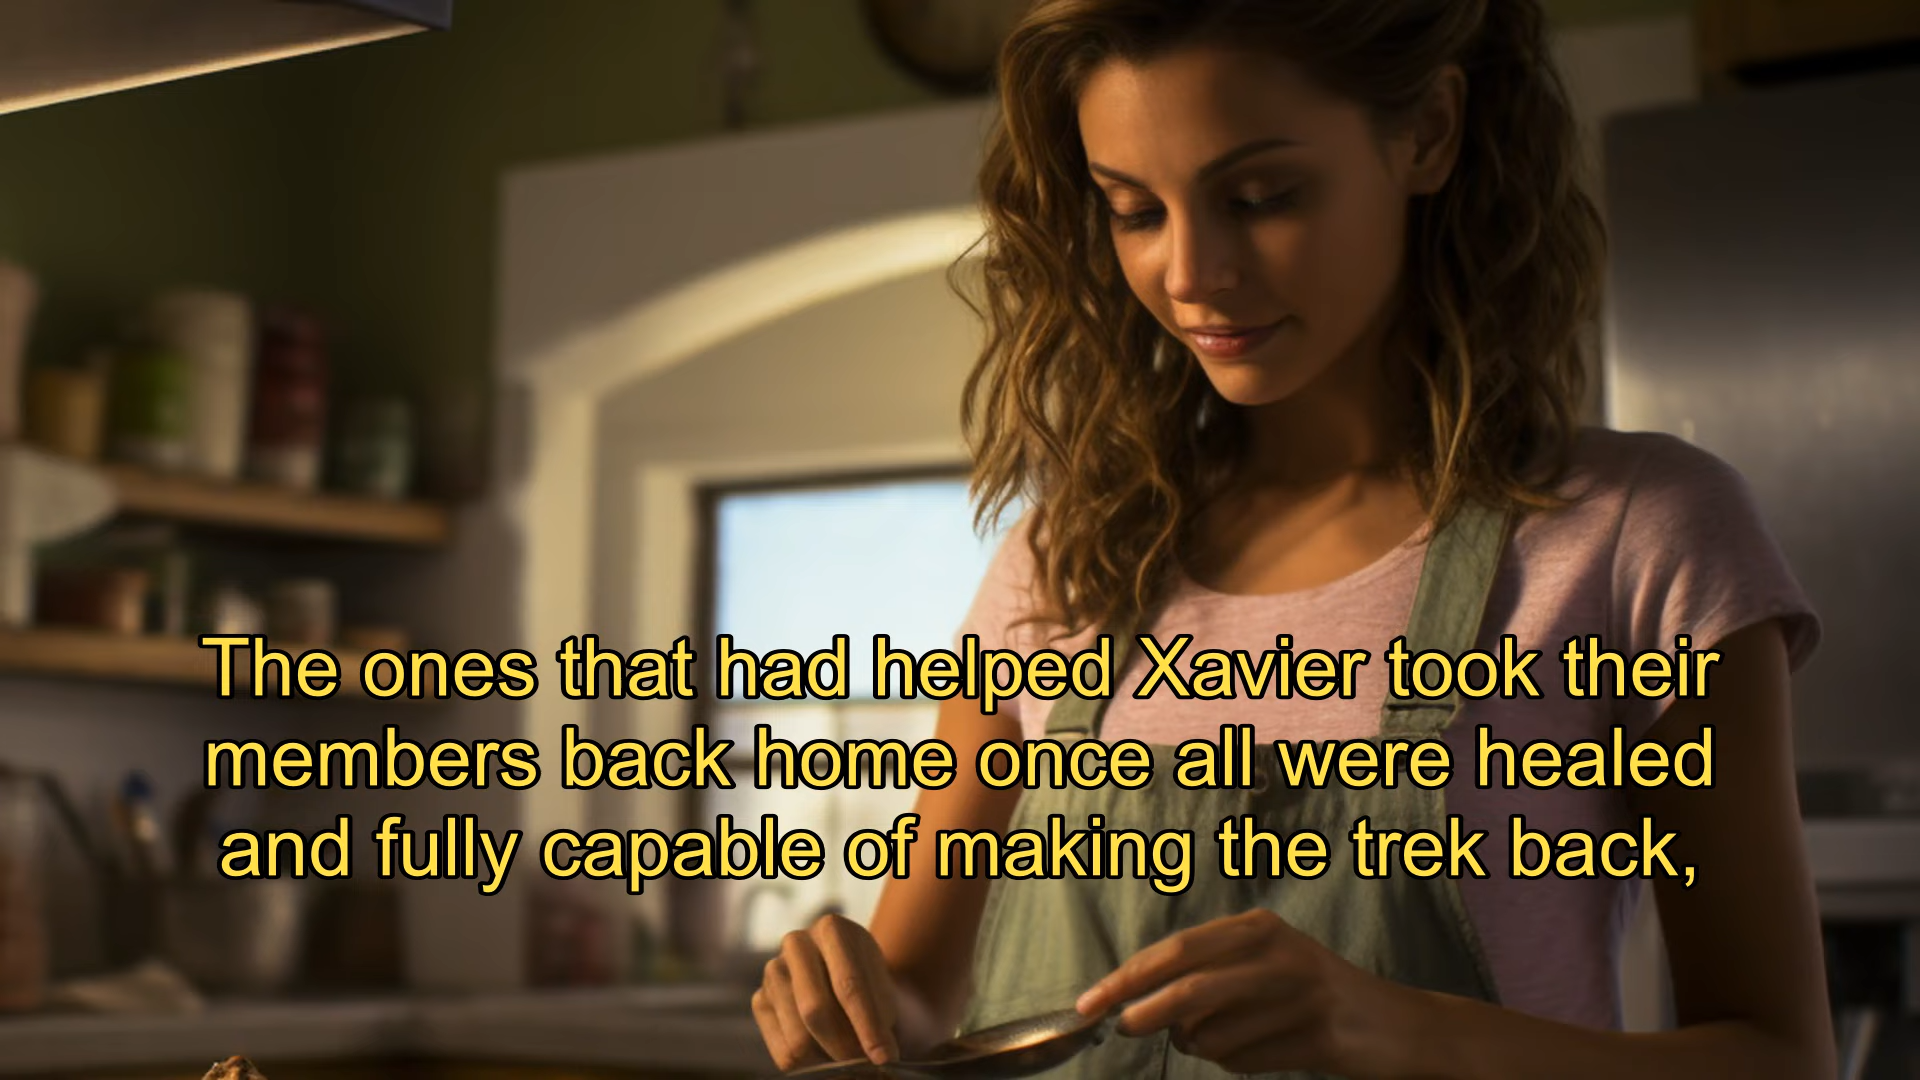 The ones that had helped Xavier took their
members back home once all were healed
and fully capable of making the trek back,